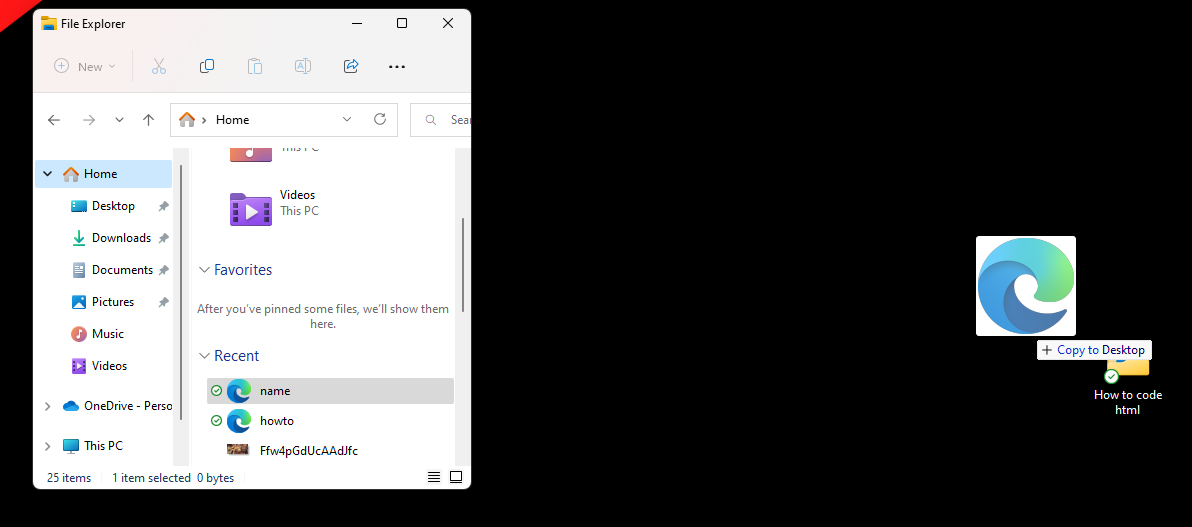 File Explorer
New
Home
Sear
This PC
Home
Desktop
Downloads
Documents
Pictures
Music
Videos
OneDrive - Perso
This PC
Videos
This PC
Favorites
After you've pinned some files, we'll show them
here.
Recent
name
howto
Ffw4pGdUcAAdJfc
25 items
1 item selected 0 bytes
+ Copy to Desktop
How to code
html